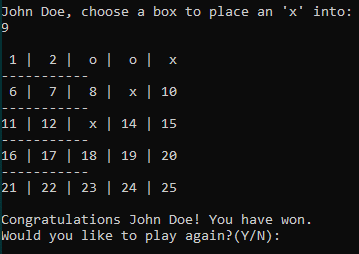 John Doe, choose a box to place an 'x' into:
9
1 | 2 | o | o | x
-----------
6 | 7 | 8 | x | 10
-----------
11 | 12 | x | 14 | 15
-----------
16 | 17 | 18 | 19 | 20
-----------
21 | 22 | 23 | 24 | 25
Congratulations John Doe! You have won.
Would you like to play again?(Y/N):